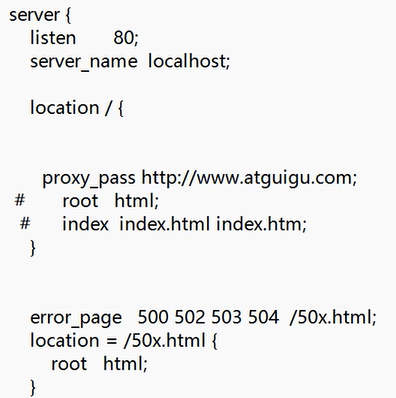 server {
listen 80;
server_name localhost;
location / {
proxy_pass http://www.atguigu.com;
# root html;
# index index.html index.htm;
}
error_page 500 502 503 504 /50x.html;
location = /50x.html {
root html;
}